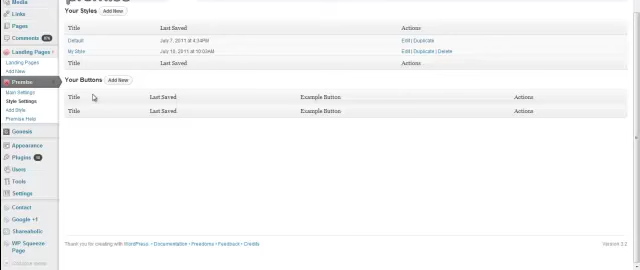 Media
Links
Pages
Comments
Landing Pages
Landing Pages
Add New
Premise
Main Settings
Style Settings
Add Style
Premise Help
Genesis
Appearance
Plugins
Users
Tools
Settings
Contact
Google +1
Shareaholic
WP Squeeze
Page
Collapse menu
Your Styles Add New
Title Last Saved Actions
Default July 7, 2011 at 4:34PM Edit | Duplicate
My Style July 10, 2011 at 10:03AM Edit | Duplicate | Delete
Title Last Saved Actions
Your Buttons Add New
Title Last Saved Example Button Actions
Title Last Saved Example Button Actions
Thank you for creating with WordPress • Documentation • Freedoms • Feedback • Credits
Version 3.2